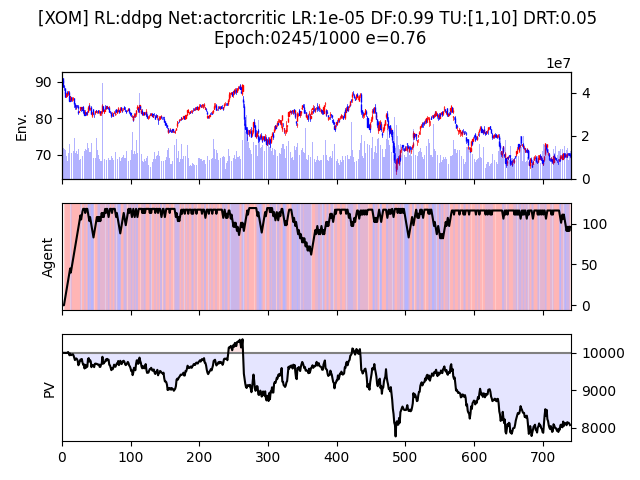 [XOM] RL:ddpg Net:actorcritic LR:1e-05 DF:0.99 TU:[1,10] DRT:0.05
Epoch:0245/1000 e=0.76
1e7
90
80
70
Env.
4
2
0
Agent
100
50
0
PV
10000
9000
8000
0 100 200 300 400 500 600 700